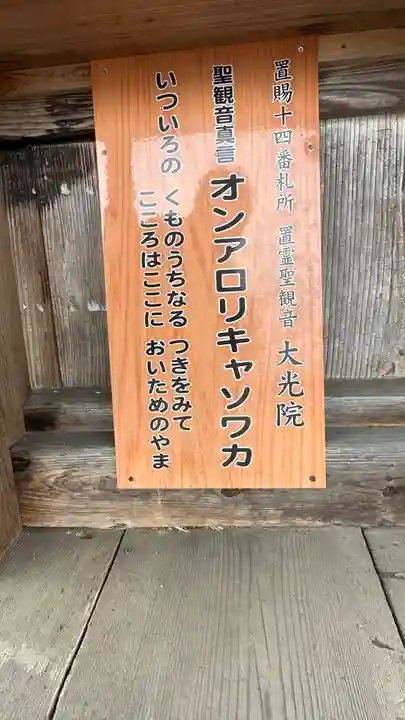 置賜十四番札所 置霊聖観音 大光院
聖観音真言 オンアロリキャソワカ
いついろの くものうちなる つきをみて
こころはここに おいためのやま